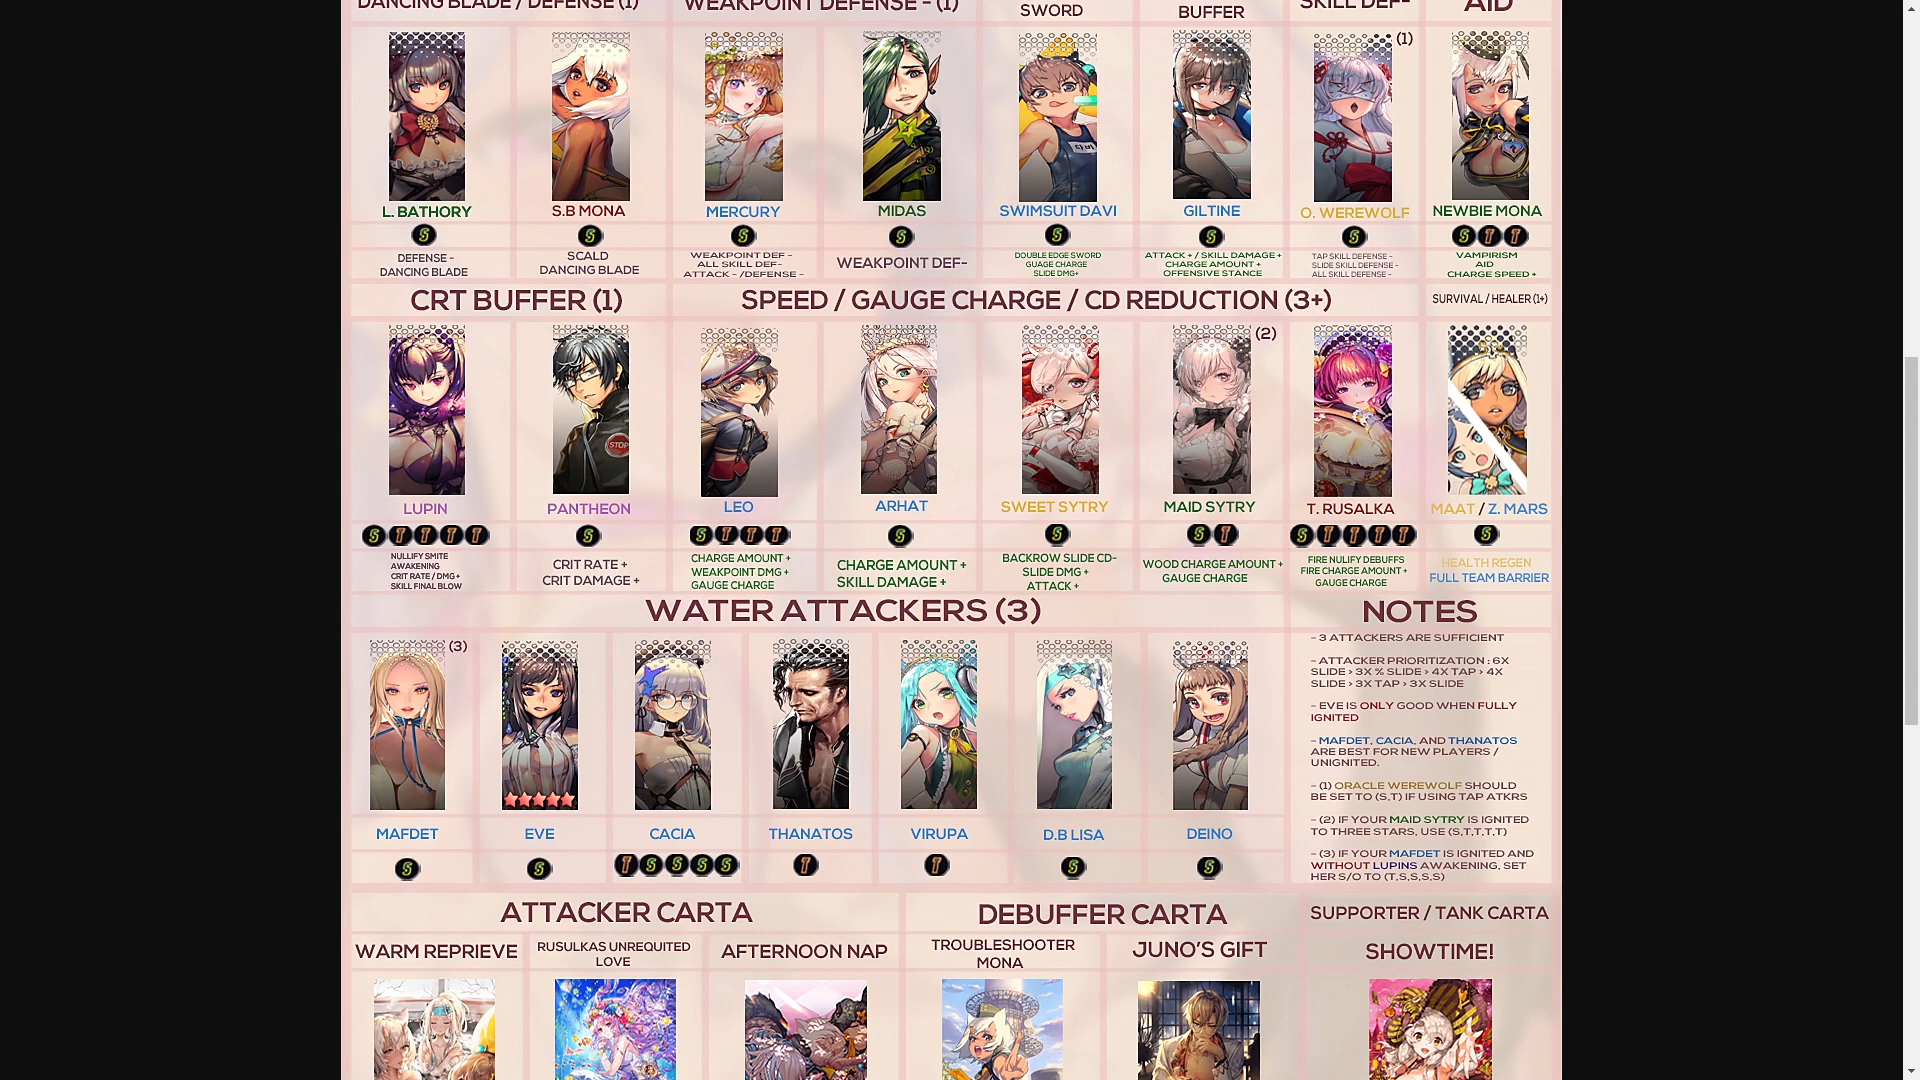 DANCING BLADE / DEFENSE (1)
WEAKPOINT DEFENSE - (1)
SWORD
BUFFER
SKILL DEF-
AID
(1)
L. BATHORY
S.B MONA
MERCURY
MIDAS
SWIMSUIT DAVI
GILTINE
O. WEREWOLF
NEWBIE MONA
S
S
S
S
S
S
S
S T T
DEFENSE -
DANCING BLADE
SCALD
DANCING BLADE
WEAKPOINT DEF -
ALL SKILL DEF-
ATTACK - /DEFENSE -
WEAKPOINT DEF-
DOUBLE EDGE SWORD
GUAGE CHARGE
SLIDE DMG+
ATTACK + / SKILL DAMAGE +
CHARGE AMOUNT +
OFFENSIVE STANCE
TAP SKILL DEFENSE -
SLIDE SKILL DEFENSE -
ALL SKILL DEFENSE -
VAMPIRISM
AID
CHARGE SPEED +
CRT BUFFER (1)
SPEED / GAUGE CHARGE / CD REDUCTION (3+)
SURVIVAL / HEALER (1+)
(2)
STOP
LUPIN
PANTHEON
LEO
ARHAT
SWEET SYTRY
MAID SYTRY
T. RUSALKA
MAAT / Z. MARS
S T T T T
S
S T T T
S
S
S T
S T T T T
S
NULLIFY SMITE
AWAKENING
CRIT RATE / DMG+
SKILL FINAL BLOW
CRIT RATE +
CRIT DAMAGE +
CHARGE AMOUNT +
WEAKPOINT DMG +
GAUGE CHARGE
CHARGE AMOUNT +
SKILL DAMAGE +
BACKROW SLIDE CD-
SLIDE DMG +
ATTACK +
WOOD CHARGE AMOUNT +
GAUGE CHARGE
FIRE NULIFY DEBUFFS
FIRE CHARGE AMOUNT +
GAUGE CHARGE
HEALTH REGEN
FULL TEAM BARRIER
WATER ATTACKERS (3)
(3)
MAFDET
EVE
CACIA
THANATOS
VIRUPA
D.B LISA
DEINO
S
S
T S S S S
T
T
S
S
NOTES
- 3 ATTACKERS ARE SUFFICIENT
- ATTACKER PRIORITIZATION : 6X
SLIDE > 3X % SLIDE > 4X TAP > 4X
SLIDE > 3X TAP > 3X SLIDE
- EVE IS ONLY GOOD WHEN FULLY
IGNITED
- MAFDET, CACIA, AND THANATOS
ARE BEST FOR NEW PLAYERS /
UNIGNITED.
- (1) ORACLE WEREWOLF SHOULD
BE SET TO (S,T) IF USING TAP ATKRS
- (2) IF YOUR MAID SYTRY IS IGNITED
TO THREE STARS, USE (S,T,T,T,T)
- (3) IF YOUR MAFDET IS IGNITED AND
WITHOUT LUPINS AWAKENING, SET
HER S/O TO (T,S,S,S,S)
ATTACKER CARTA
DEBUFFER CARTA
SUPPORTER / TANK CARTA
WARM REPRIEVE
RUSULKAS UNREQUITED
LOVE
AFTERNOON NAP
TROUBLESHOOTER
MONA
JUNO'S GIFT
SHOWTIME!